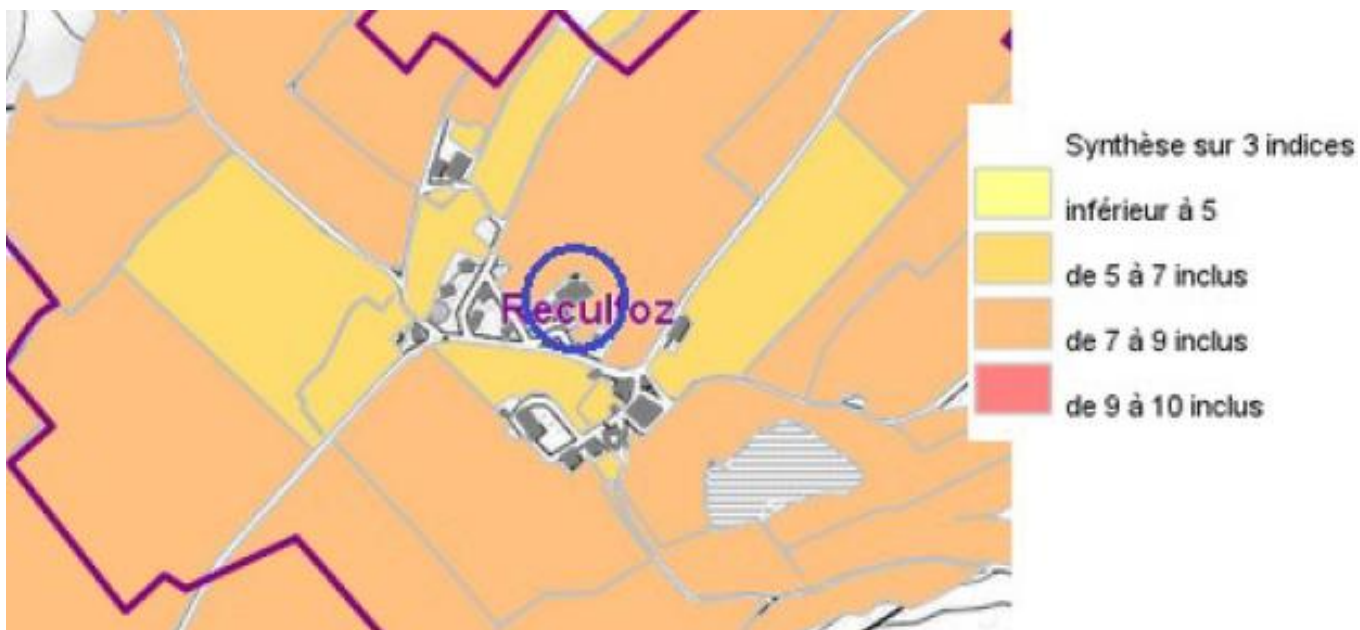 Reculfoz
Synthèse sur 3 indices
inférieur à 5
de 5 à 7 inclus
de 7 à 9 inclus
de 9 à 10 inclus